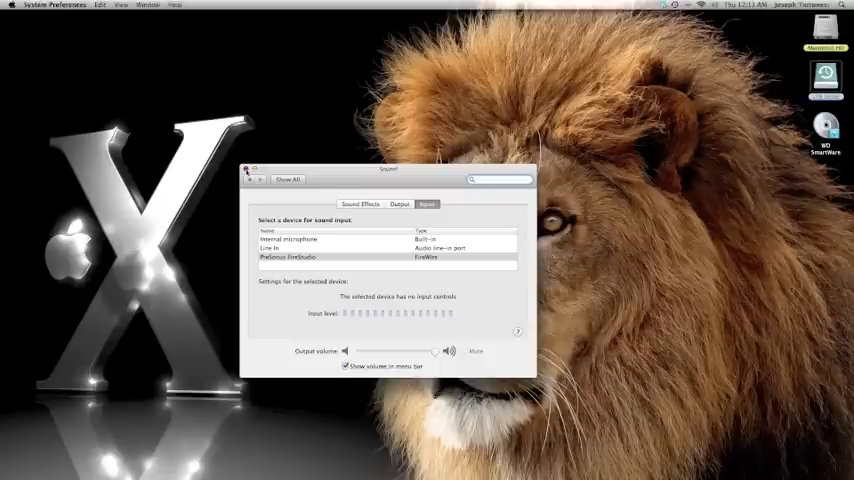 System Preferences Edit View Window Help
Thu 12:13 AM Joseph Torrones
Sound
Show All
Sound Effects Output Input
Select a device for sound input:
Name Type
Internal microphone Built-in
Line In Audio line-in port
PreSonus FireStudio FireWire
Settings for the selected device:
The selected device has no input controls
Input level:
?
Output volume: Mute
Show volume in menu bar
Macintosh HD
WD
SmartWare
X